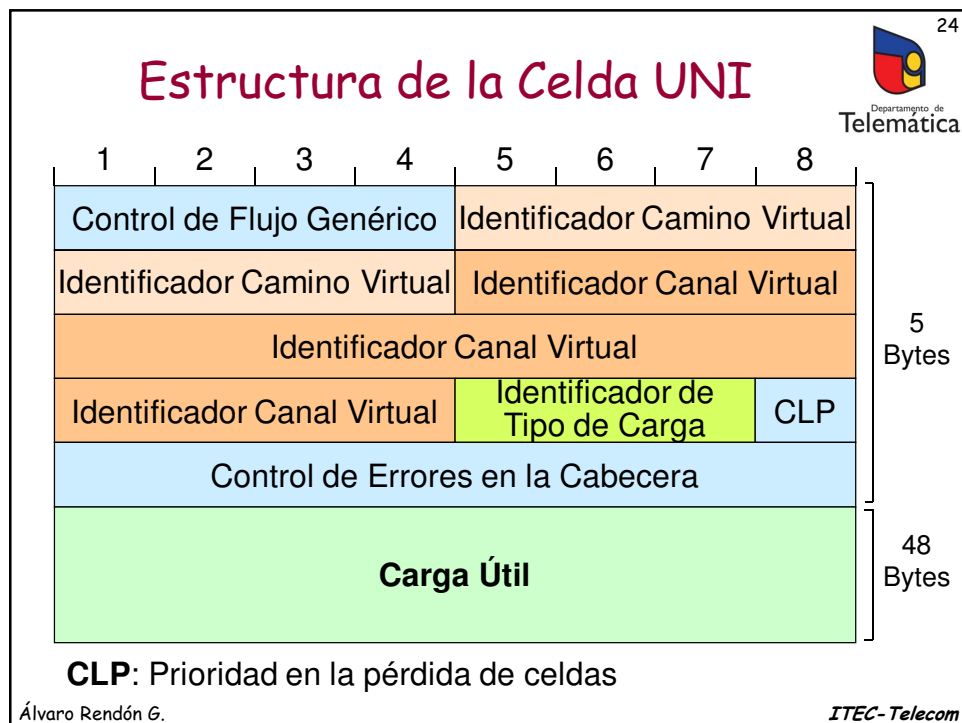 24
Estructura de la Celda UNI
Departamento de
Telemática
1 2 3 4 5 6 7 8
Control de Flujo Genérico
Identificador Camino Virtual
Identificador Camino Virtual
Identificador Canal Virtual
Identificador Canal Virtual
Identificador Canal Virtual
Identificador de
Tipo de Carga
CLP
Control de Errores en la Cabecera
5
Bytes
Carga Útil
48
Bytes
CLP: Prioridad en la pérdida de celdas
Álvaro Rendón G.
ITEC-Telecom